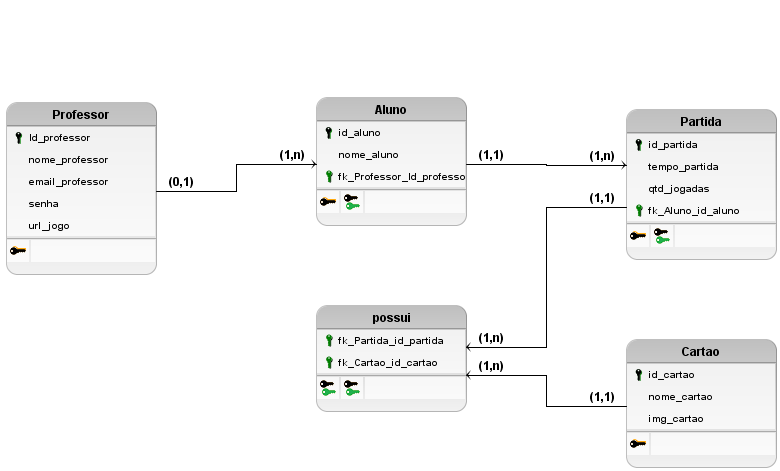 Professor
Id_professor
nome_professor
email_professor
senha
url_jogo
(0,1)
(1,n)
Aluno
id_aluno
nome_aluno
fk_Professor_Id_professo
(1,1)
(1,n)
Partida
id_partida
tempo_partida
qtd_jogadas
fk_Aluno_id_aluno
(1,1)
(1,n)
possui
fk_Partida_id_partida
fk_Cartao_id_cartao
(1,n)
(1,1)
Cartao
id_cartao
nome_cartao
img_cartao